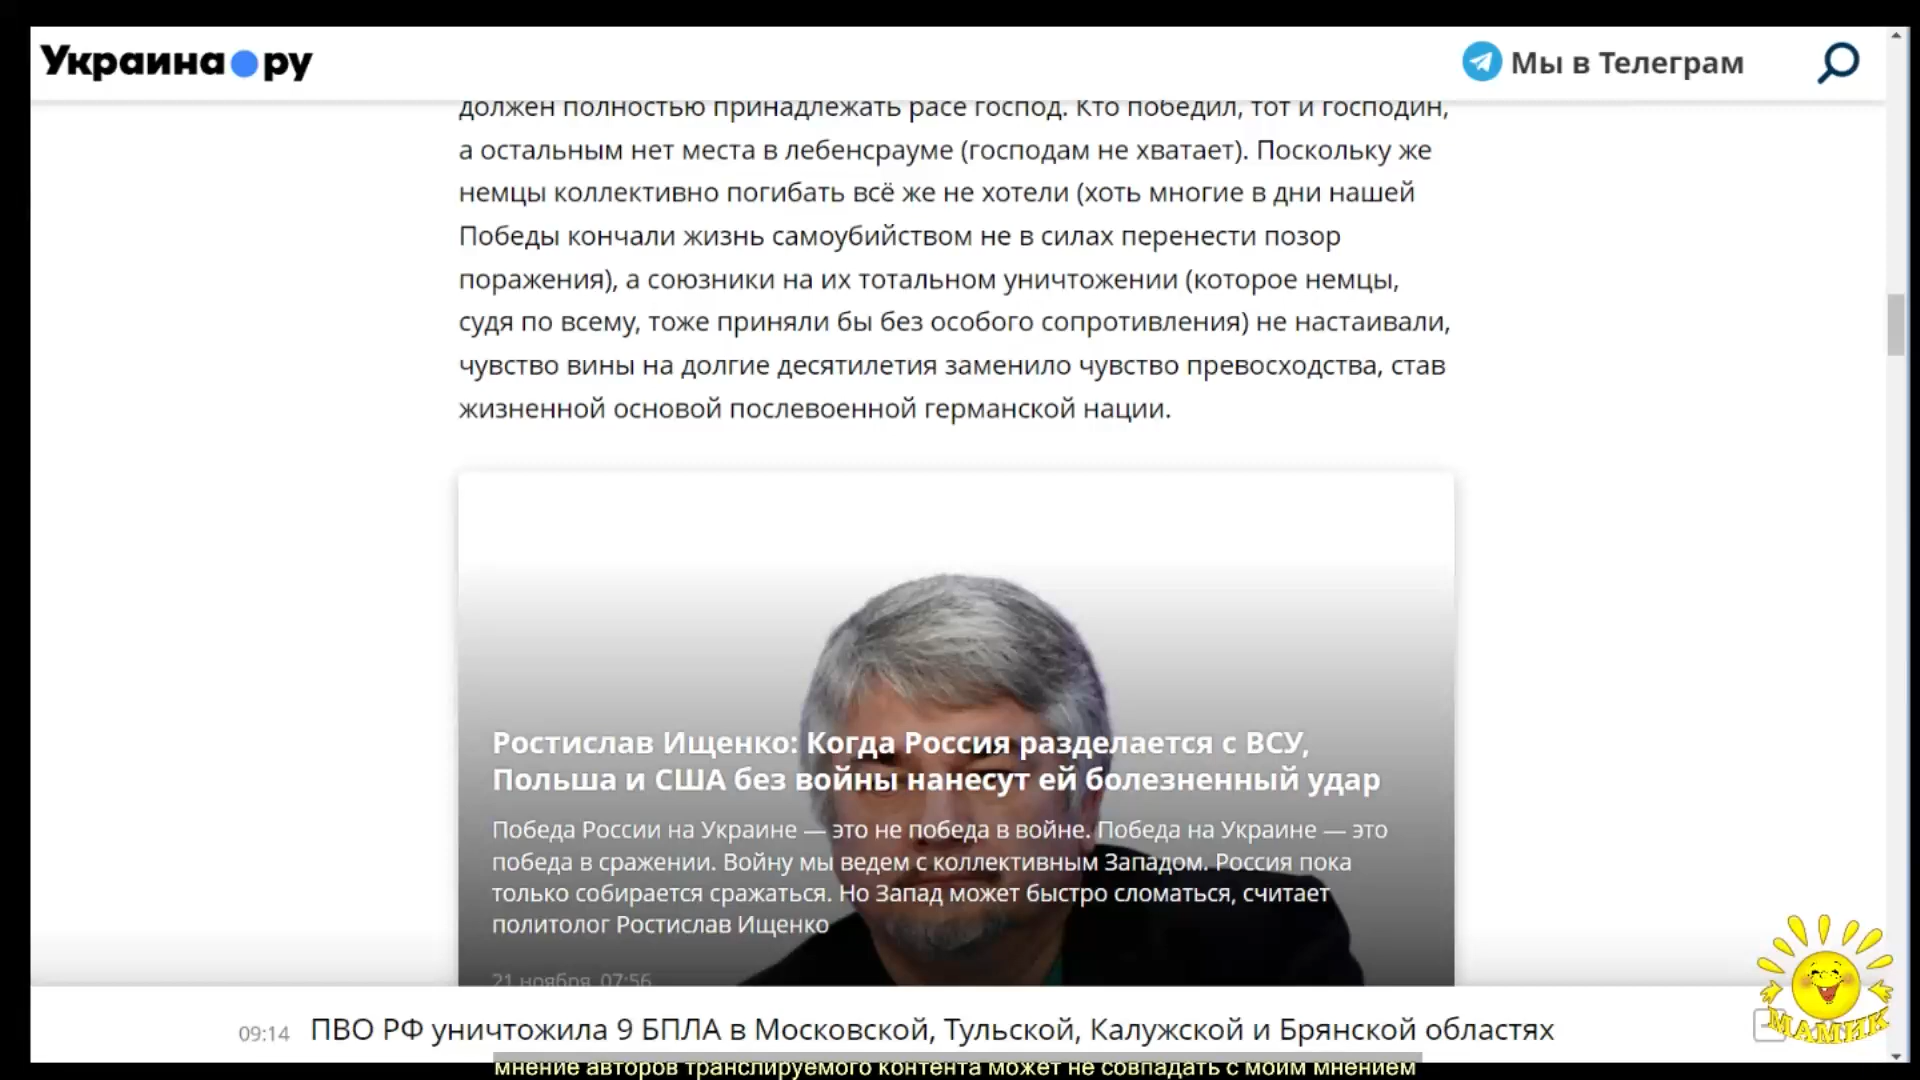 Украина ру
Мы в Телеграм
должен полностью принадлежать расе господ. Кто победил, тот и господин,
а остальным нет места в лебенсрауме (господам не хватает). Поскольку же
немцы коллективно погибать всё же не хотели (хоть многие в дни нашей
Победы кончали жизнь самоубийством не в силах перенести позор
поражения), а союзники на их тотальном уничтожении (которое немцы,
судя по всему, тоже приняли бы без особого сопротивления) не настаивали,
чувство вины на долгие десятилетия заменило чувство превосходства, став
жизненной основой послевоенной германской нации.
Ростислав Ищенко: Когда Россия разделается с ВСУ,
Польша и США без войны нанесут ей болезненный удар
Победа России на Украине — это не победа в войне. Победа на Украине — это
победа в сражении. Войну мы ведем с коллективным Западом. Россия пока
только собирается сражаться. Но Запад может быстро сломаться, считает
политолог Ростислав Ищенко
21 ноября, 07:56
09:14 ПВО РФ уничтожила 9 БПЛА в Московской, Тульской, Калужской и Брянской областях
МАМИК
мнение авторов транслируемого контента может не совпадать с моим мнением